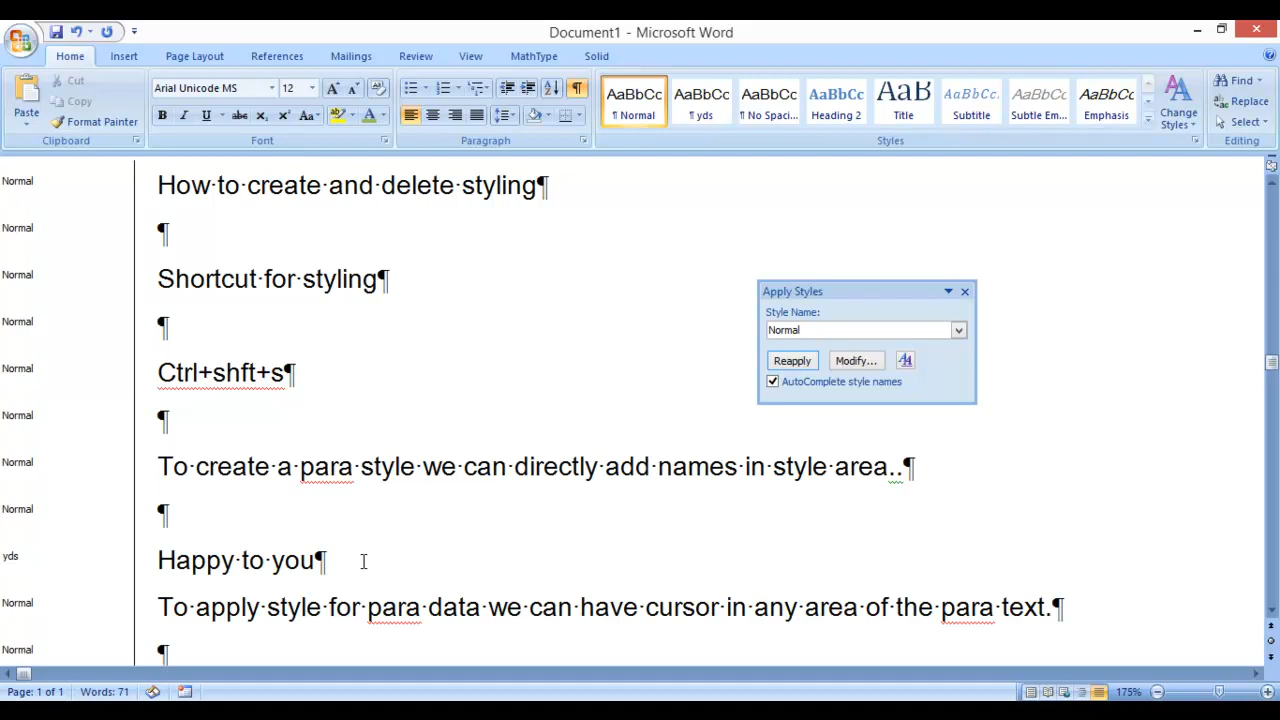 Document1 - Microsoft Word
Home Insert Page Layout References Mailings Review View MathType Solid
Paste
Cut
Copy
Format Painter
Clipboard
Arial Unicode MS 12
B I U abc x₂ x² Aa
Font
Paragraph
AaBbCc AaBbCc AaBbCc AaBbCc AaB AaBbCc. AaBbCc AaBbCc
¶ Normal ¶ yds ¶ No Spaci... Heading 2 Title Subtitle Subtle Em... Emphasis
Change Styles
Styles
Find
Replace
Select
Editing
Normal How·to·create·and·delete·styling¶
Normal ¶
Normal Shortcut·for·styling¶
Normal ¶
Normal Ctrl+shft+s¶
Normal ¶
Normal To·create·a·para·style·we·can·directly·add·names·in·style·area..¶
Normal ¶
yds Happy·to·you¶
Normal To·apply·style·for·para·data·we·can·have·cursor·in·any·area·of·the·para·text.¶
Normal ¶
Apply Styles
Style Name:
Normal
Reapply Modify...
AutoComplete style names
Page: 1 of 1 Words: 71 175%